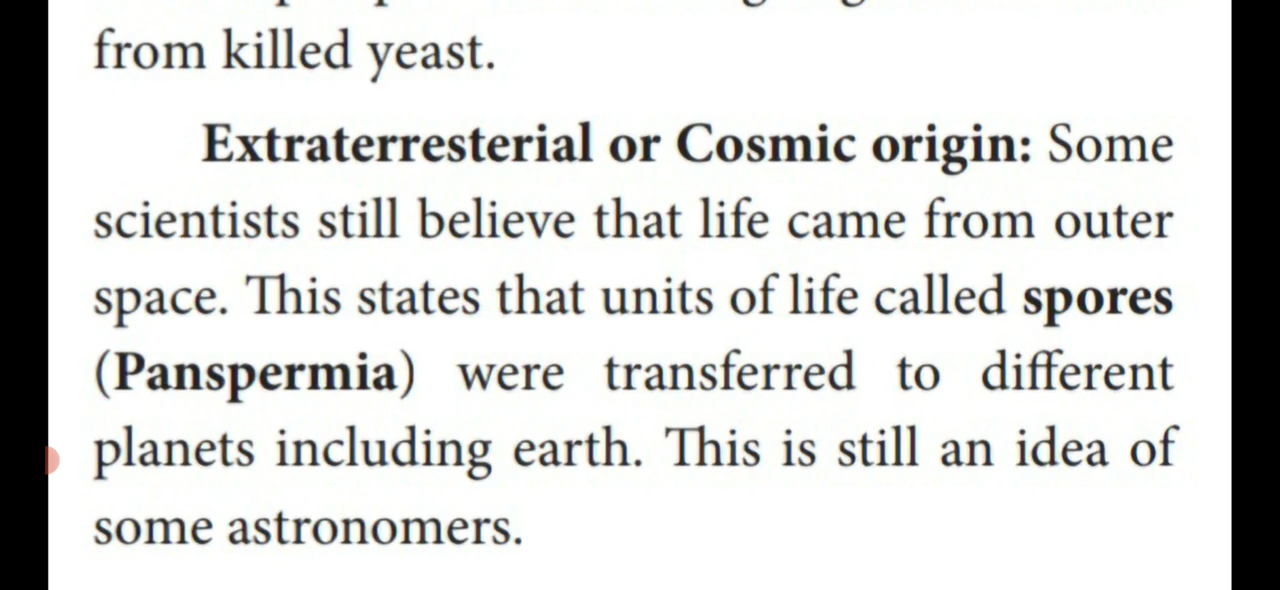 from killed yeast.
Extraterresterial or Cosmic origin: Some
scientists still believe that life came from outer
space. This states that units of life called spores
(Panspermia) were transferred to different
planets including earth. This is still an idea of
some astronomers.